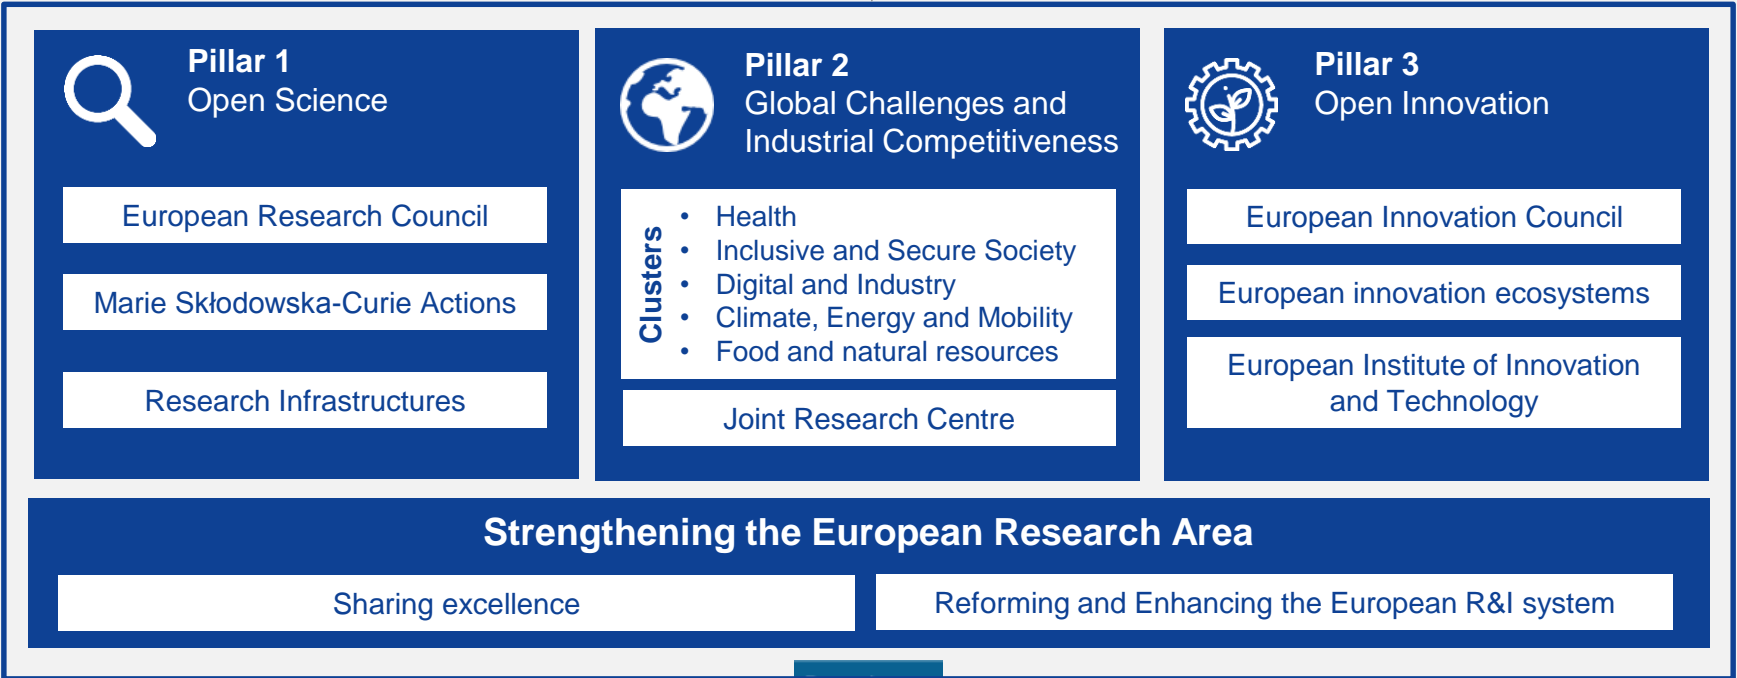 Pillar 1
Open Science
European Research Council
Marie Skłodowska-Curie Actions
Research Infrastructures
Pillar 2
Global Challenges and
Industrial Competitiveness
Clusters
• Health
• Inclusive and Secure Society
• Digital and Industry
• Climate, Energy and Mobility
• Food and natural resources
Joint Research Centre
Pillar 3
Open Innovation
European Innovation Council
European innovation ecosystems
European Institute of Innovation
and Technology
Strengthening the European Research Area
Sharing excellence
Reforming and Enhancing the European R&I system